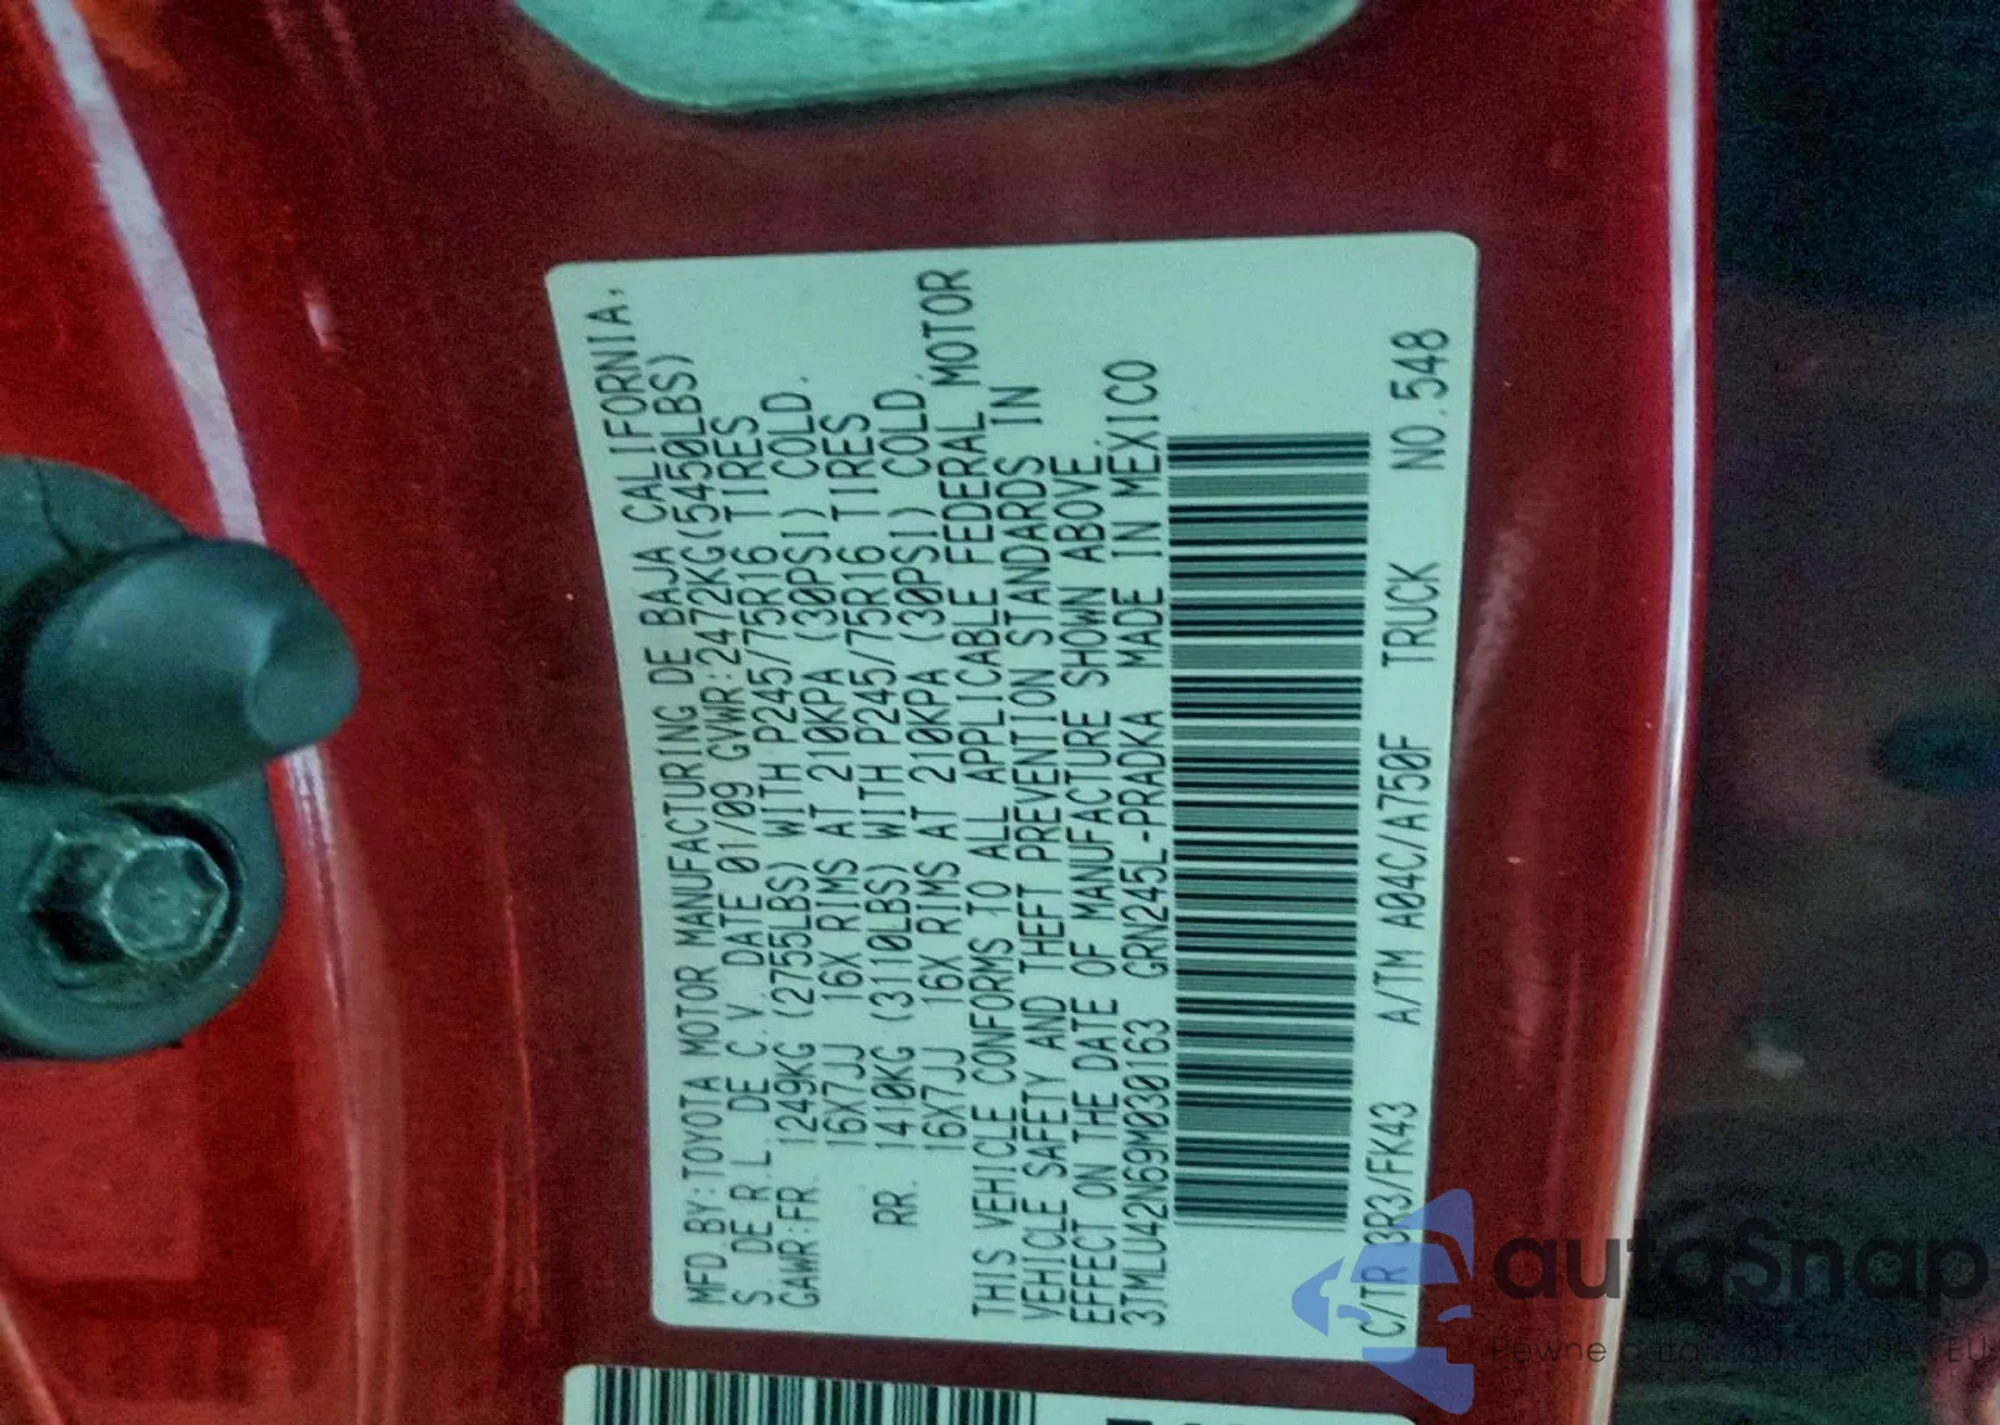 MFD BY:TOYOTA MOTOR MANUFACTURING DE BAJA CALIFORNIA,
S. DE R.L. DE C.V. DATE 01/09 GVWR:2472KG(5450LBS)
GAWR:FR. 1249KG (2755LBS) WITH P245/75R16 TIRES
16X7JJ 16X RIMS AT 210KPA (30PSI) COLD.
RR. 1410KG (3110LBS) WITH P245/75R16 TIRES
16X7JJ 16X RIMS AT 210KPA (30PSI) COLD.
THIS VEHICLE CONFORMS TO ALL APPLICABLE FEDERAL MOTOR
VEHICLE SAFETY AND THEFT PREVENTION STANDARDS IN
EFFECT ON THE DATE OF MANUFACTURE SHOWN ABOVE.
3TMLU42N69M030163 GRN245L-PRADKA MADE IN MEXICO
C/TR 3R3/FK43 A/TM A04C/A750F TRUCK NO.548
autoSnap
Pewne